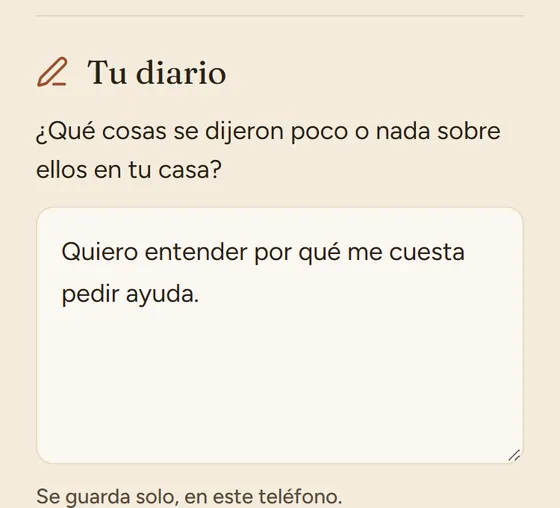 Tu diario
¿Qué cosas se dijeron poco o nada sobre
ellos en tu casa?
Quiero entender por qué me cuesta
pedir ayuda.
Se guarda solo, en este teléfono.